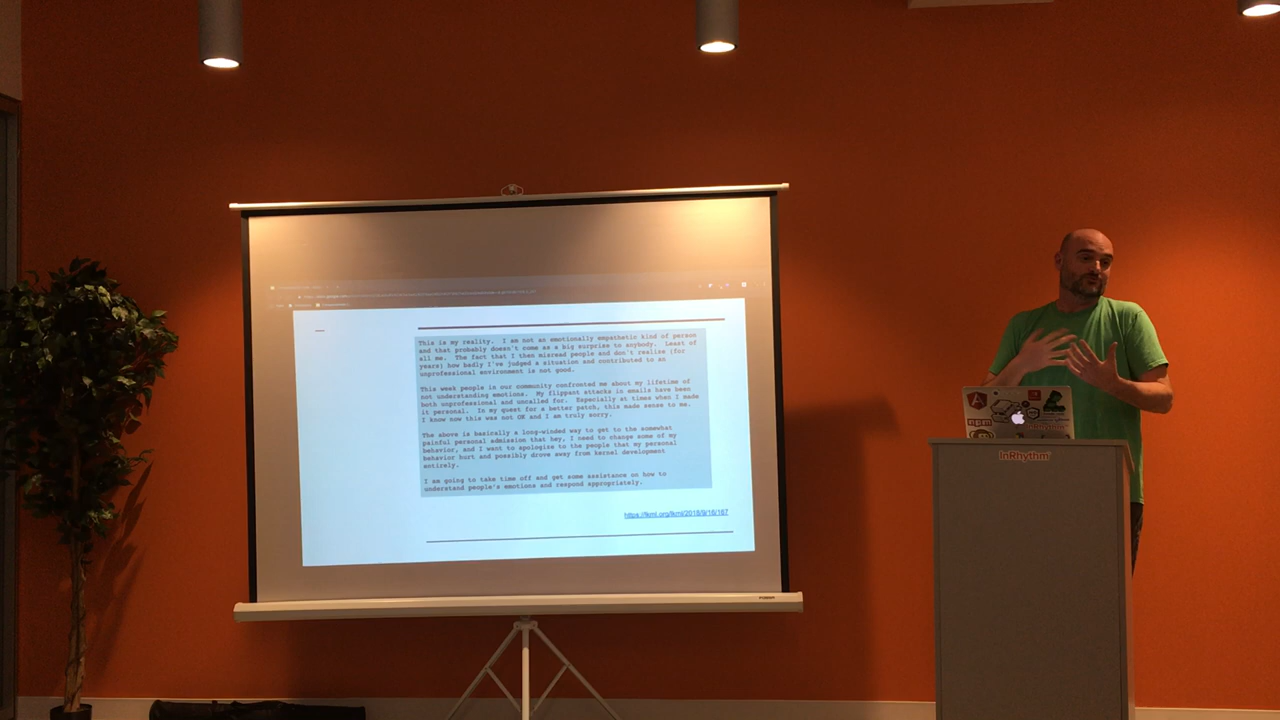 This is my reality. I am not an emotionally empathetic kind of person
and that probably doesn't come as a big surprise to anybody. Least of
all me. The fact that I then misread people and don't realize (for
years) how badly I've judged a situation and contributed to an
unprofessional environment is not good.
This week people in our community confronted me about my lifetime of
not understanding emotions. My flippant attacks in emails have been
both unprofessional and uncalled for. Especially at times when I made
it personal. In my quest for a better patch, this made sense to me.
I know now this was not OK and I am truly sorry.
The above is basically a long-winded way to get to the somewhat
painful personal admission that hey, I need to change some of my
behavior, and I want to apologize to the people that my personal
behavior hurt and possibly drove away from kernel development
entirely.
I am going to take time off and get some assistance on how to
understand people's emotions and respond appropriately.
https://lkml.org/lkml/2018/9/16/167
npm
InRhythm